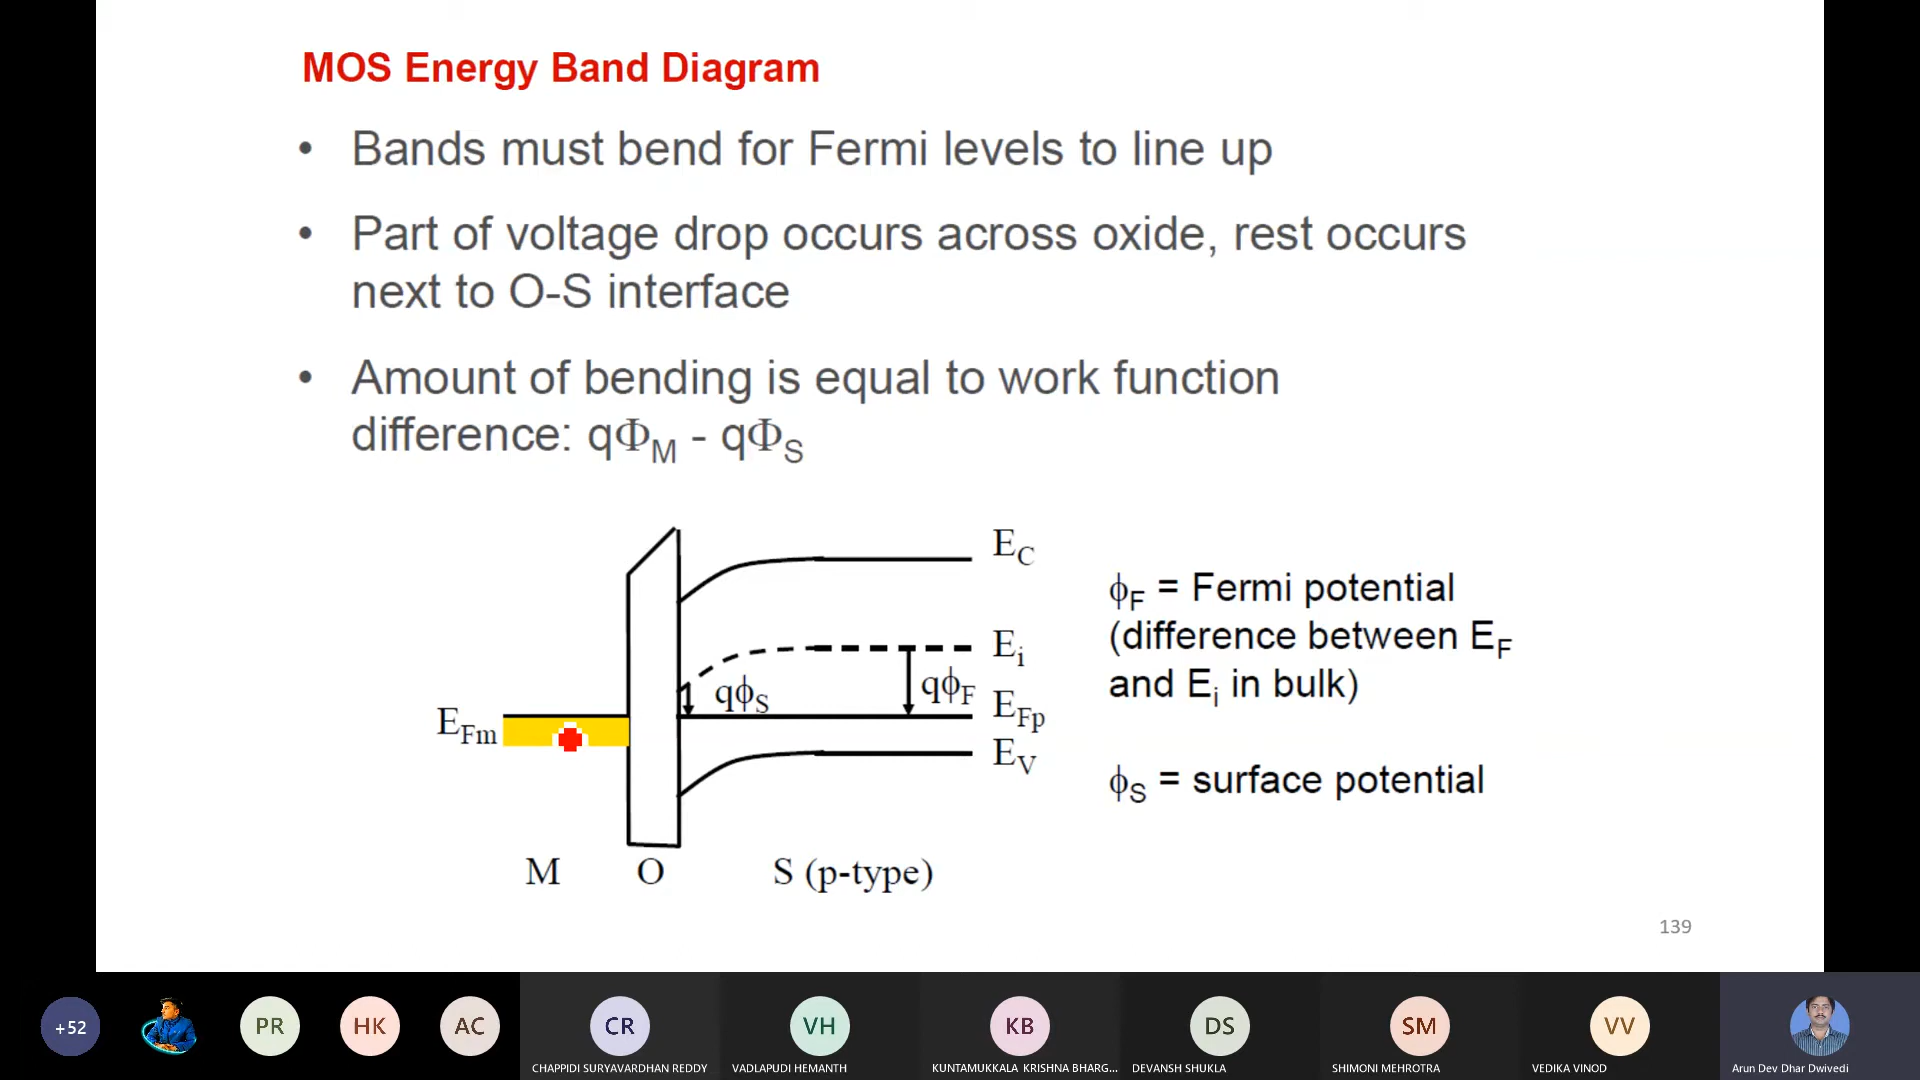 MOS Energy Band Diagram
• Bands must bend for Fermi levels to line up
• Part of voltage drop occurs across oxide, rest occurs
next to O-S interface
• Amount of bending is equal to work function
difference: qΦM - qΦS
EC
Ei
qϕS
qϕF
EFm
EFp
EV
M O S (p-type)
ϕF = Fermi potential
(difference between EF
and Ei in bulk)
ϕS = surface potential
139
+52
PR
HK
AC
CR
VH
KB
DS
SM
VV
CHAPPIDI SURYAVARDHAN REDDY
VADLAPUDI HEMANTH
KUNTAMUKKALA KRISHNA BHARG...
DEVANSH SHUKLA
SHIMONI MEHROTRA
VEDIKA VINOD
Arun Dev Dhar Dwivedi